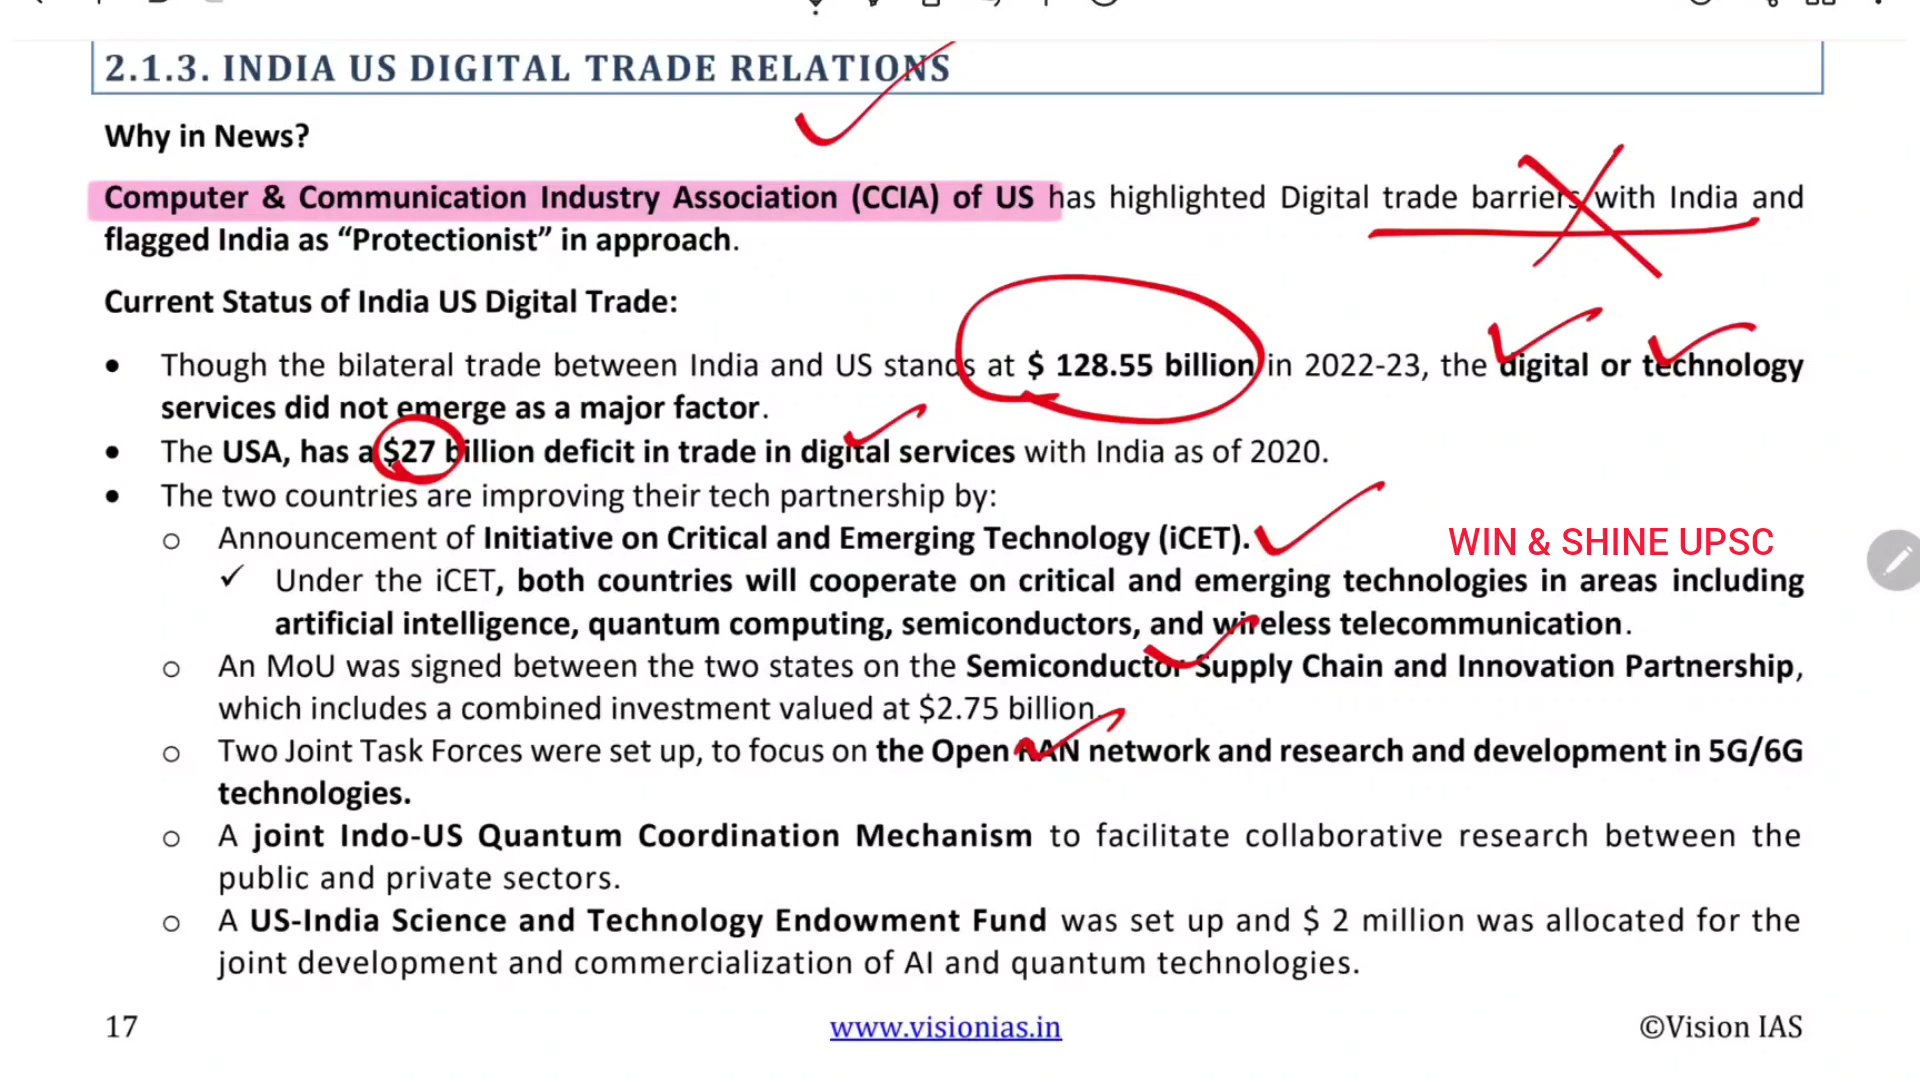 2.1.3. INDIA US DIGITAL TRADE RELATIONS
Why in News?
Computer & Communication Industry Association (CCIA) of US has highlighted Digital trade barriers with India and
flagged India as “Protectionist” in approach.
Current Status of India US Digital Trade:
• Though the bilateral trade between India and US stands at $ 128.55 billion in 2022-23, the digital or technology
services did not emerge as a major factor.
• The USA, has a $27 billion deficit in trade in digital services with India as of 2020.
• The two countries are improving their tech partnership by:
o Announcement of Initiative on Critical and Emerging Technology (iCET).
WIN & SHINE UPSC
✓ Under the iCET, both countries will cooperate on critical and emerging technologies in areas including
artificial intelligence, quantum computing, semiconductors, and wireless telecommunication.
o An MoU was signed between the two states on the Semiconductor Supply Chain and Innovation Partnership,
which includes a combined investment valued at $2.75 billion.
o Two Joint Task Forces were set up, to focus on the Open RAN network and research and development in 5G/6G
technologies.
o A joint Indo-US Quantum Coordination Mechanism to facilitate collaborative research between the
public and private sectors.
o A US-India Science and Technology Endowment Fund was set up and $ 2 million was allocated for the
joint development and commercialization of AI and quantum technologies.
17
www.visionias.in
©Vision IAS